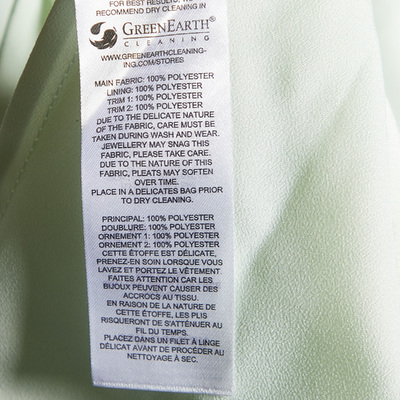 FOR BEST RESULTS, WE
RECOMMEND DRY CLEANING IN
GREENEARTH®
CLEANING
WWW.GREENEARTHCLEANING-
ING.COM/STORES
MAIN FABRIC: 100% POLYESTER
LINING: 100% POLYESTER
TRIM 1: 100% POLYESTER
TRIM 2: 100% POLYESTER
DUE TO THE DELICATE NATURE
OF THE FABRIC, CARE MUST BE
TAKEN DURING WASH AND WEAR.
JEWELLERY MAY SNAG THIS
FABRIC, PLEASE TAKE CARE.
DUE TO THE NATURE OF THIS
FABRIC, PLEATS MAY SOFTEN
OVER TIME.
PLACE IN A DELICATES BAG PRIOR
TO DRY CLEANING.
PRINCIPAL: 100% POLYESTER
DOUBLURE: 100% POLYESTER
ORNEMENT 1: 100% POLYESTER
ORNEMENT 2: 100% POLYESTER
CETTE ÉTOFFE EST DÉLICATE,
PRENEZ-EN SOIN LORSQUE VOUS
LAVEZ ET PORTEZ LE VÊTEMENT.
FAITES ATTENTION CAR LES
BIJOUX PEUVENT CAUSER DES
ACCROCS AU TISSU.
EN RAISON DE LA NATURE DE
CETTE ÉTOFFE, LES PLIS
RISQUERONT DE S'ATTÉNUER AU
FIL DU TEMPS.
PLACEZ DANS UN FILET À LINGE
DÉLICAT AVANT DE PROCÉDER AU
NETTOYAGE À SEC.